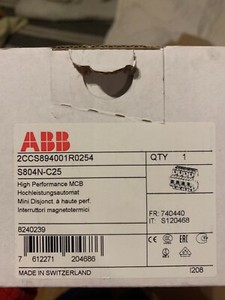 ABB
2CCS894001R0254
QTY 1
S804N-C25
High Performance MCB
Hochleistungsautomat
Mini Disjonct. à haute perf.
Interruttori magnetotermici
FR: 740440
IT: S120468
8240239
7 612271 204686
MADE IN SWITZERLAND
I208